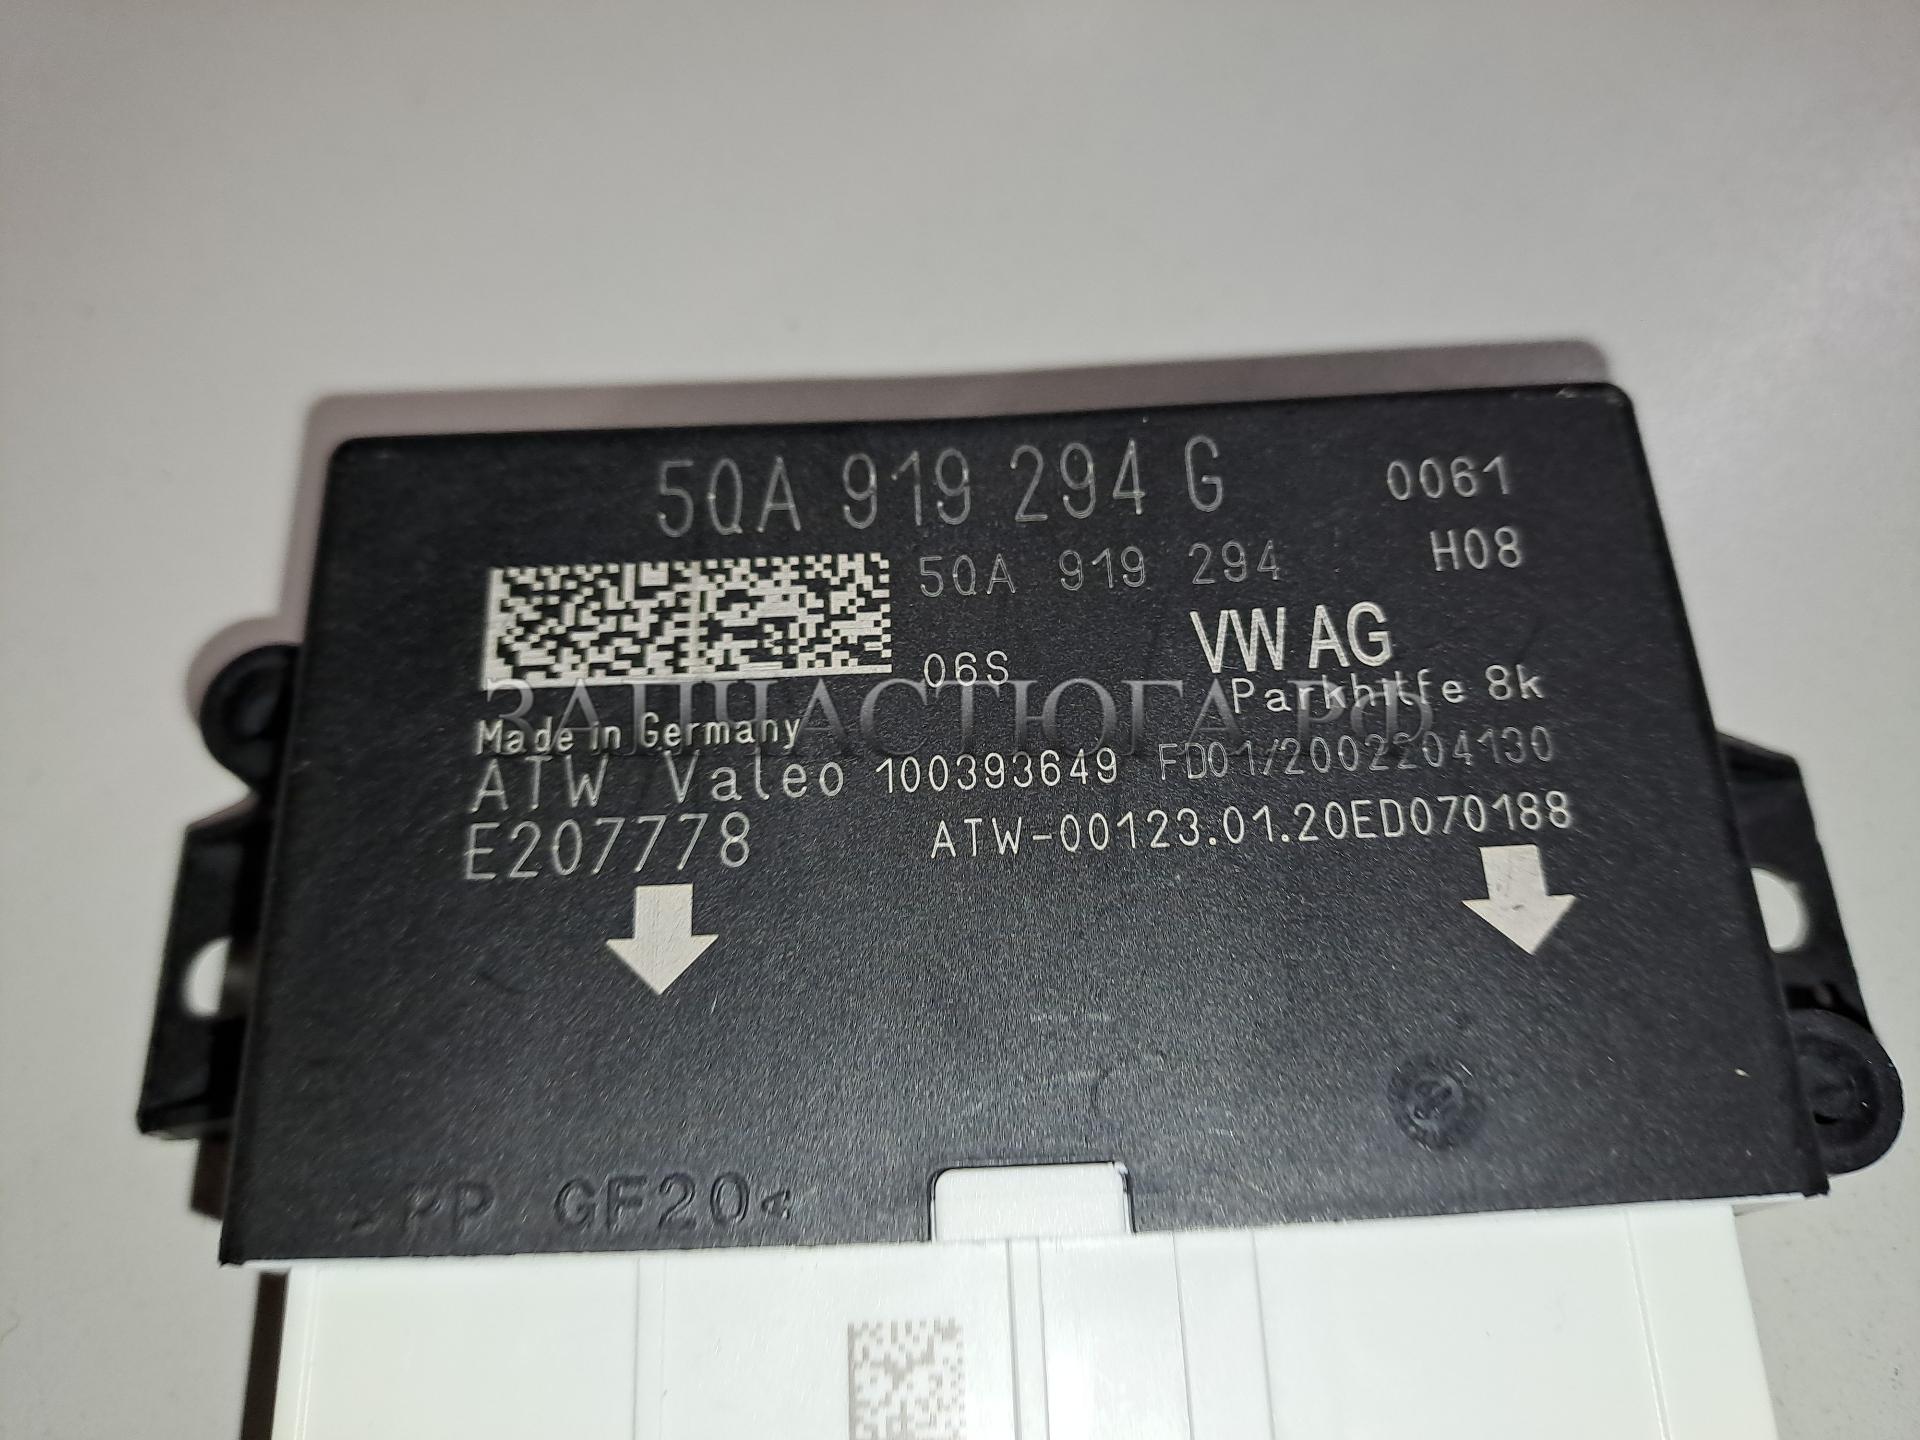 5QA 919 294 G 0061
5QA 919 294 H08
VW AG
06S
Parkhilfe 8k
ЗАПЧАСТЮГА.РФ
Made in Germany
ATW Valeo 100393649 FD01/2002204130
E207778 ATW-00123.01.20ED070188
>PP GF20<